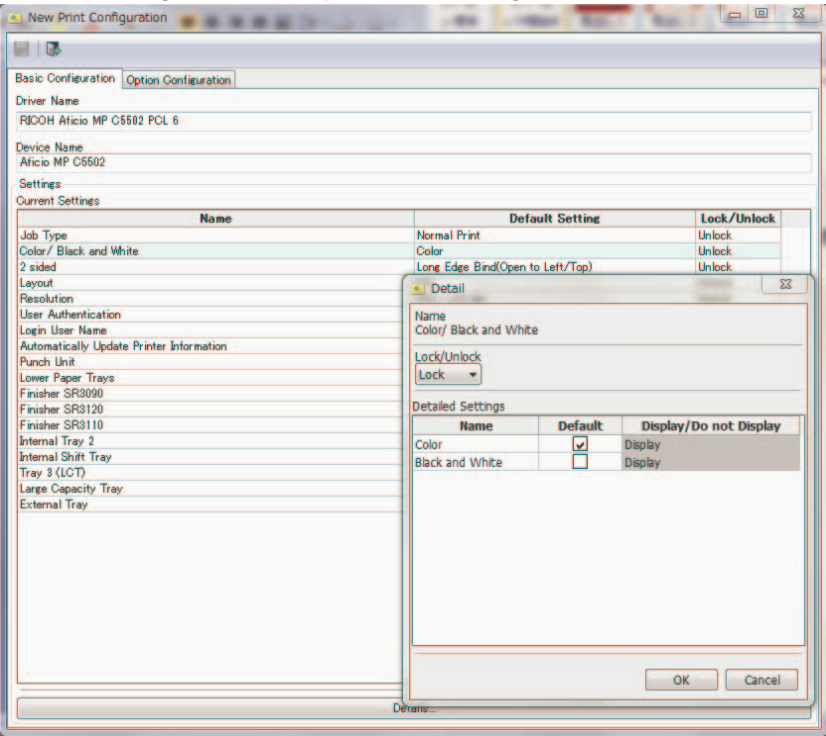 New Print Configuration
Basic Configuration Option Configuration
Driver Name
RICOH Aficio MP C5502 PCL 6
Device Name
Aficio MP C5502
Settings
Current Settings
Name Default Setting Lock/Unlock
Job Type Normal Print Unlock
Color/ Black and White Color Unlock
2 sided Long Edge Bind(Open to Left/Top) Unlock
Layout
Resolution
User Authentication
Login User Name
Automatically Update Printer Information
Punch Unit
Lower Paper Trays
Finisher SR3090
Finisher SR3120
Finisher SR3110
Internal Tray 2
Internal Shift Tray
Tray 3 (LCT)
Large Capacity Tray
External Tray
Detail
Name
Color/ Black and White
Lock/Unlock
Lock
Detailed Settings
Name Default Display/Do not Display
Color Display
Black and White Display
OK Cancel
Details...